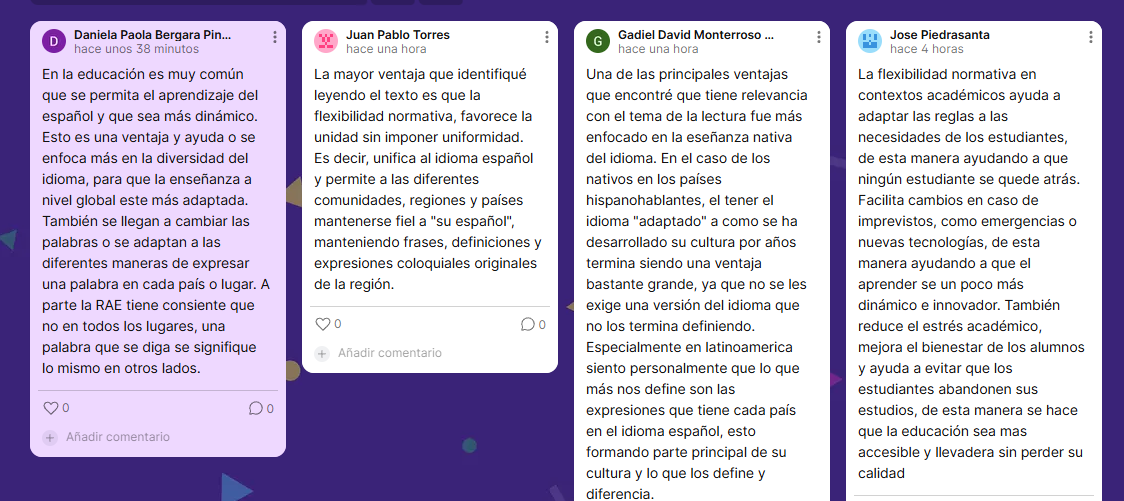 Daniela Paola Bergara Pin...
hace unos 38 minutos
En la educación es muy común
que se permita el aprendizaje del
español y que sea más dinámico.
Esto es una ventaja y ayuda o se
enfoca más en la diversidad del
idioma, para que la enseñanza a
nivel global este más adaptada.
También se llegan a cambiar las
palabras o se adaptan a las
diferentes maneras de expresar
una palabra en cada país o lugar. A
parte la RAE tiene consiente que
no en todos los lugares, una
palabra que se diga se signifique
lo mismo en otros lados.
0
0
Añadir comentario
Juan Pablo Torres
hace una hora
La mayor ventaja que identifiqué
leyendo el texto es que la
flexibilidad normativa, favorece la
unidad sin imponer uniformidad.
Es decir, unifica al idioma español
y permite a las diferentes
comunidades, regiones y países
mantenerse fiel a "su español",
manteniendo frases, definiciones y
expresiones coloquiales originales
de la región.
0
0
Añadir comentario
Gadiel David Monterroso ...
hace una hora
Una de las principales ventajas
que encontré que tiene relevancia
con el tema de la lectura fue más
enfocado en la eseñanza nativa
del idioma. En el caso de los
nativos en los países
hispanohablantes, el tener el
idioma "adaptado" a como se ha
desarrollado su cultura por años
termina siendo una ventaja
bastante grande, ya que no se les
exige una versión del idioma que
no los termina definiendo.
Especialmente en latinoamerica
siento personalmente que lo que
más nos define son las
expresiones que tiene cada país
en el idioma español, esto
formando parte principal de su
cultura y lo que los define y
diferencia.
Jose Piedrasanta
hace 4 horas
La flexibilidad normativa en
contextos académicos ayuda a
adaptar las reglas a las
necesidades de los estudiantes,
de esta manera ayudando a que
ningún estudiante se quede atrás.
Facilita cambios en caso de
imprevistos, como emergencias o
nuevas tecnologías, de esta
manera ayudando a que el
aprender se un poco más
dinámico e innovador. También
reduce el estrés académico,
mejora el bienestar de los alumnos
y ayuda a evitar que los
estudiantes abandonen sus
estudios, de esta manera se hace
que la educación sea mas
accesible y llevadera sin perder su
calidad
D
G